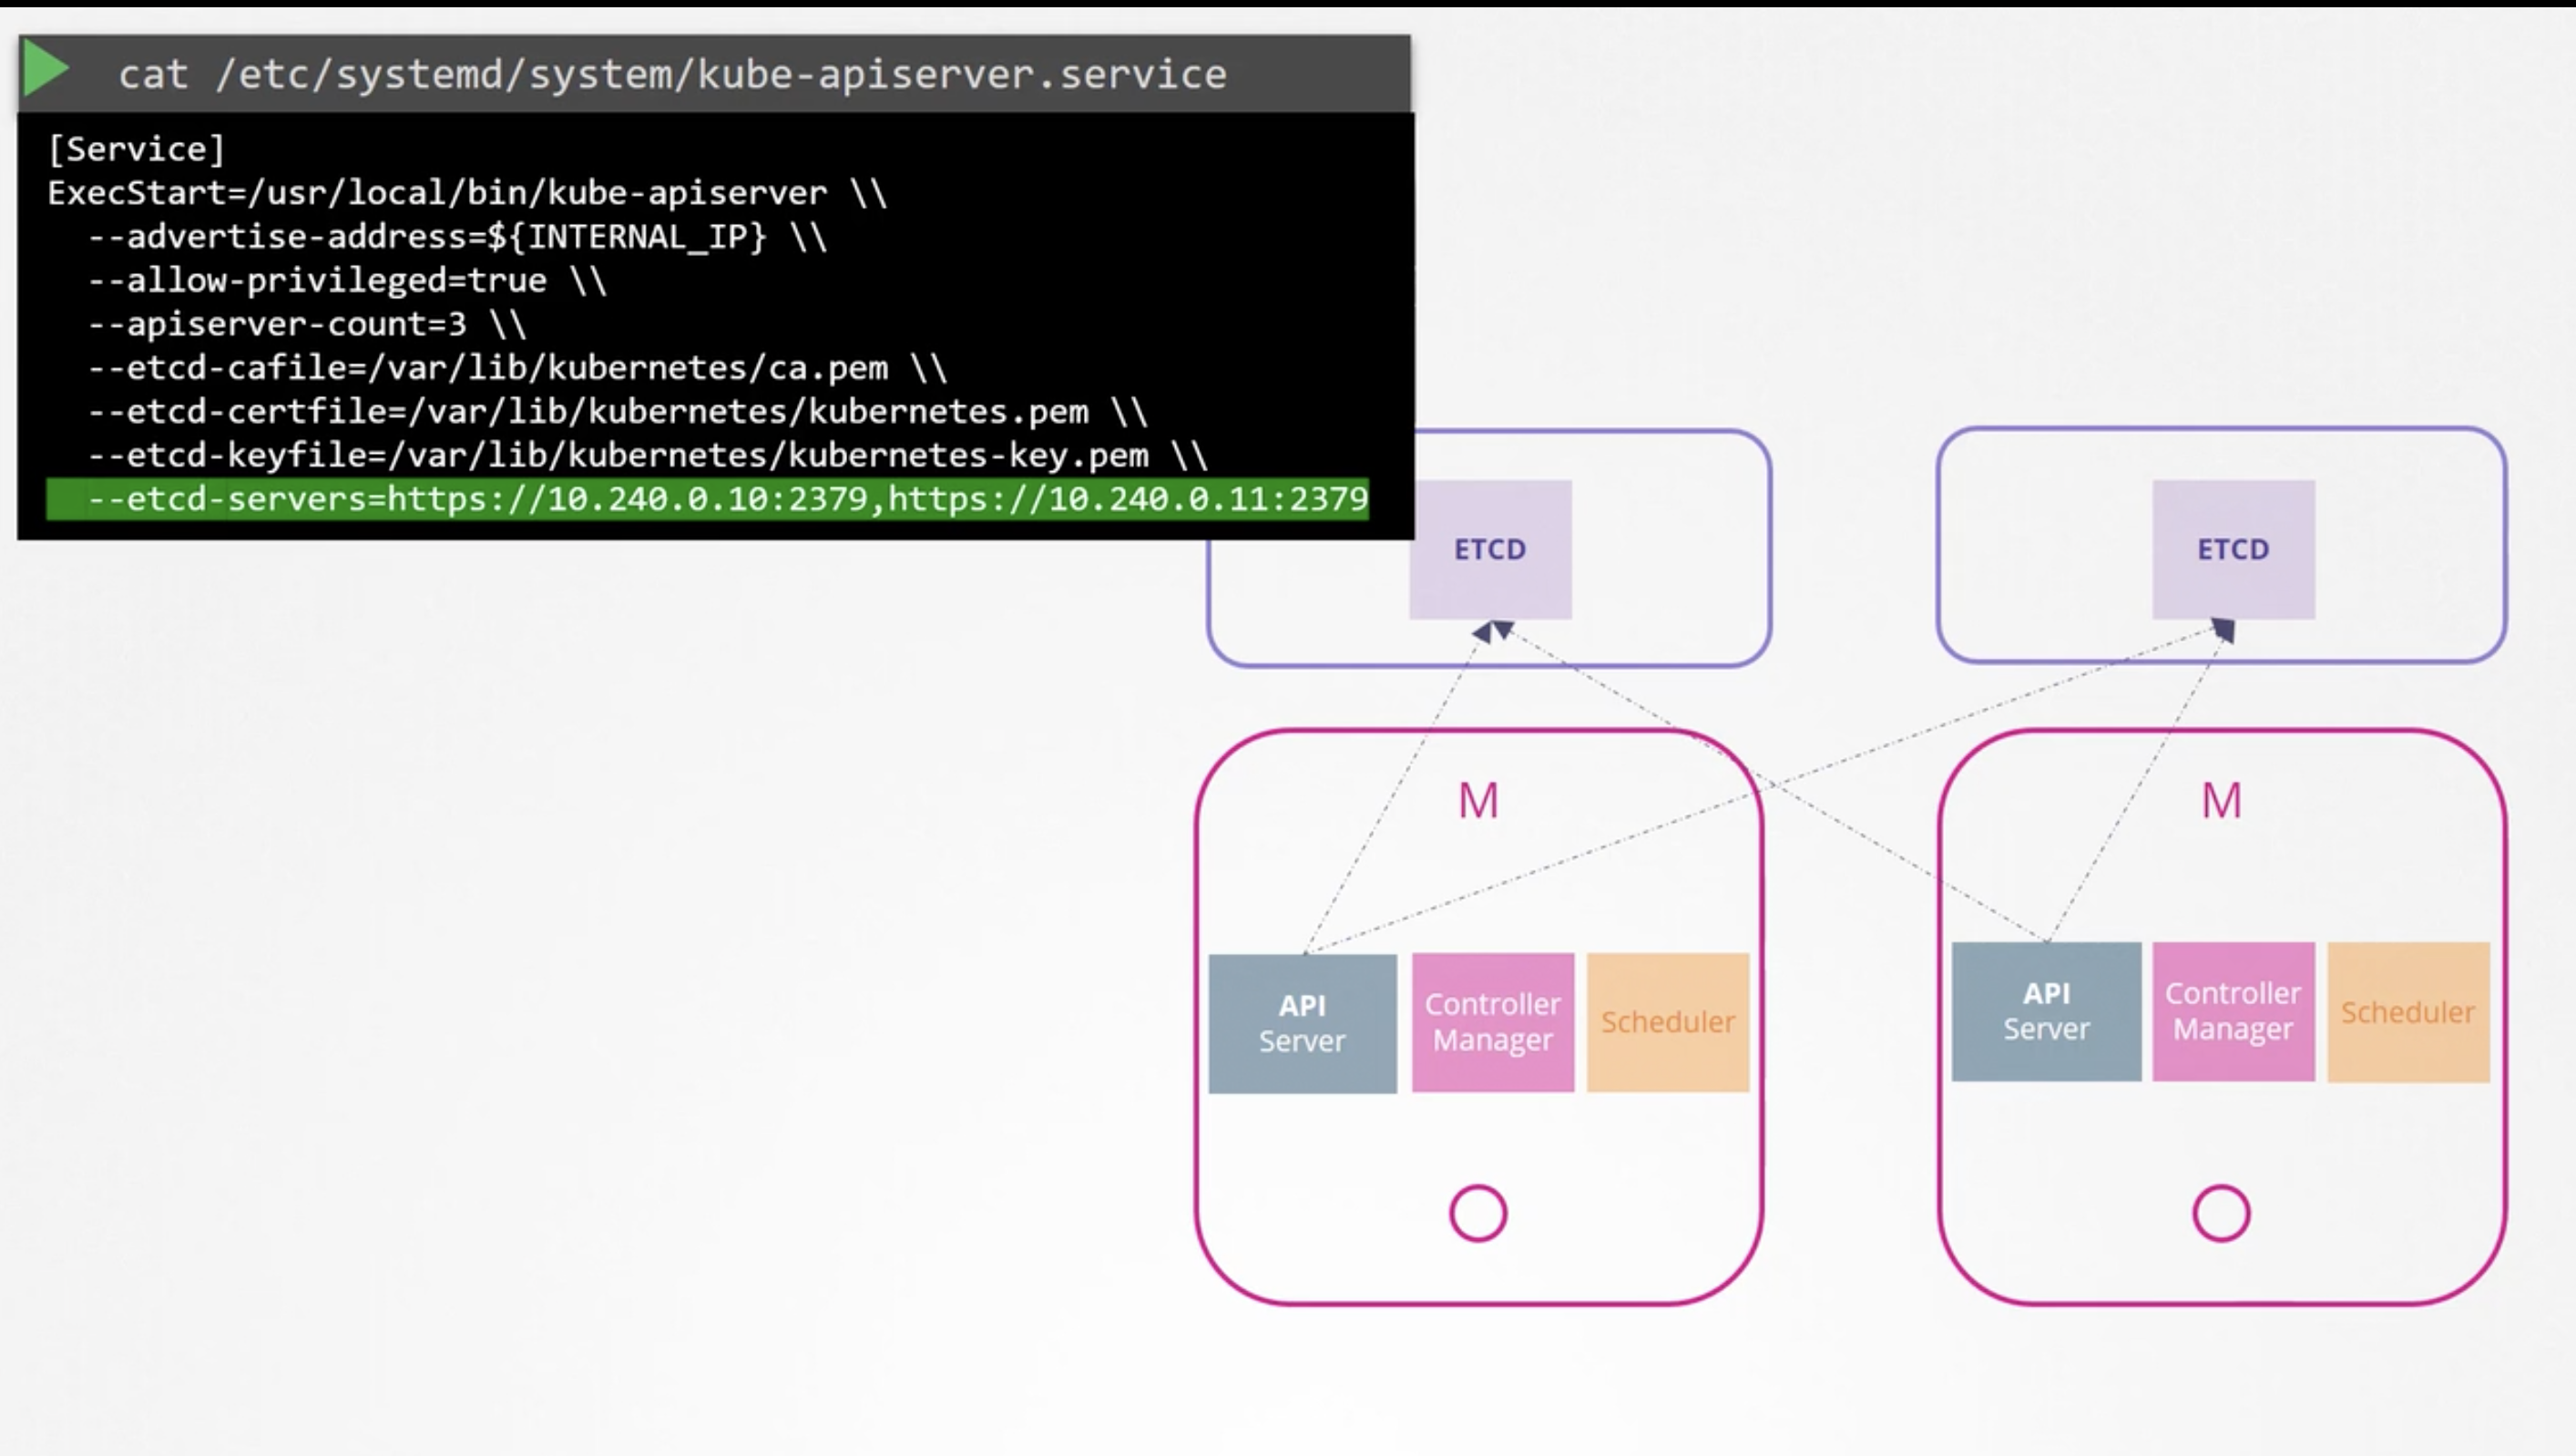 cat /etc/systemd/system/kube-apiserver.service
[Service]
ExecStart=/usr/local/bin/kube-apiserver \\
  --advertise-address=${INTERNAL_IP} \\
  --allow-privileged=true \\
  --apiserver-count=3 \\
  --etcd-cafile=/var/lib/kubernetes/ca.pem \\
  --etcd-certfile=/var/lib/kubernetes/kubernetes.pem \\
  --etcd-keyfile=/var/lib/kubernetes/kubernetes-key.pem \\
  --etcd-servers=https://10.240.0.10:2379,https://10.240.0.11:2379
ETCD
ETCD
M
M
API
Server
Controller
Manager
Scheduler
API
Server
Controller
Manager
Scheduler